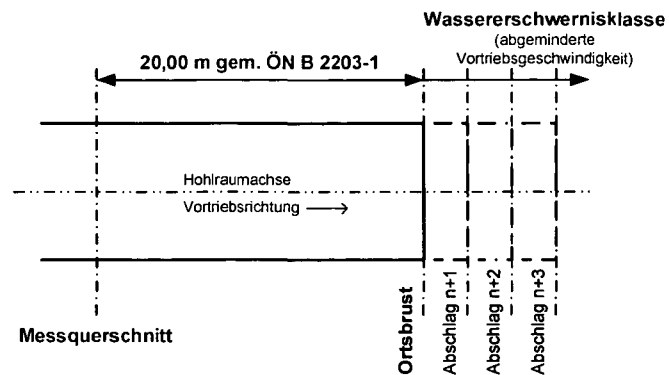 Wassererschwernisklasse
(abgeminderte
Vortriebsgeschwindigkeit)
20,00 m gem. ÖN B 2203-1
Hohlraumachse
Vortriebsrichtung
Messquerschnitt
Ortsbrust
Abschlag n+1
Abschlag n+2
Abschlag n+3